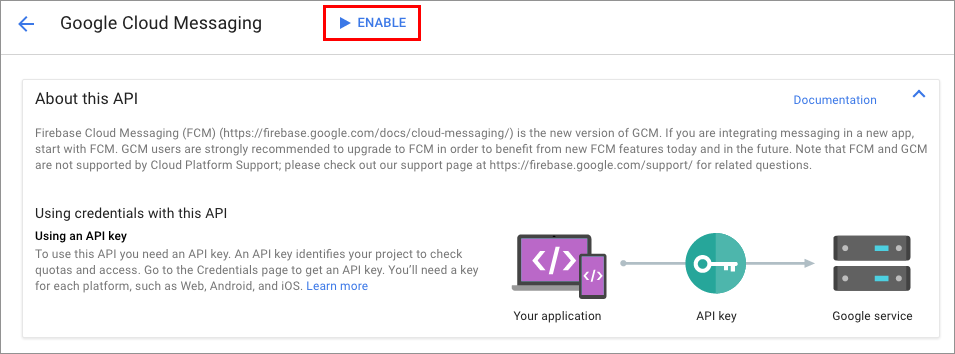 Google Cloud Messaging
ENABLE
About this API
Documentation
Firebase Cloud Messaging (FCM) (https://firebase.google.com/docs/cloud-messaging/) is the new version of GCM. If you are integrating messaging in a new app,
start with FCM. GCM users are strongly recommended to upgrade to FCM in order to benefit from new FCM features today and in the future. Note that FCM and GCM
are not supported by Cloud Platform Support; please check out our support page at https://firebase.google.com/support/ for related questions.
Using credentials with this API
Using an API key
To use this API you need an API key. An API key identifies your project to check
quotas and access. Go to the Credentials page to get an API key. You'll need a key
for each platform, such as Web, Android, and iOS. Learn more
</> </>
Your application
API key
Google service